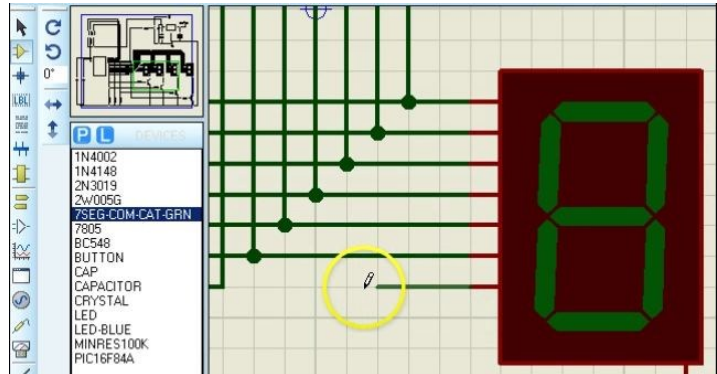 0°
LBL
P L DEVICES
1N4002
1N4148
2N3019
2W005G
7SEG-COM-CAT-GRN
7805
BC548
BUTTON
CAP
CAPACITOR
CRYSTAL
LED
LED-BLUE
MINRES100K
PIC16F84A